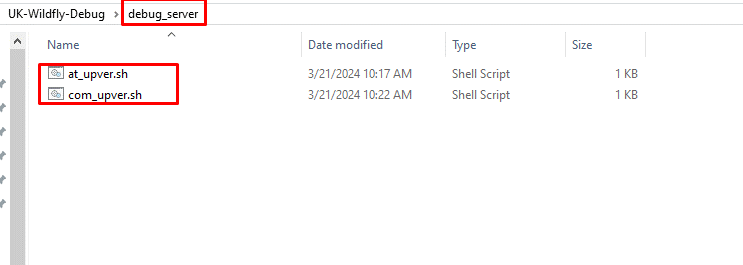 UK-Wildfly-Debug > debug_server
Name Date modified Type Size
at_upver.sh 3/21/2024 10:17 AM Shell Script 1 KB
com_upver.sh 3/21/2024 10:22 AM Shell Script 1 KB